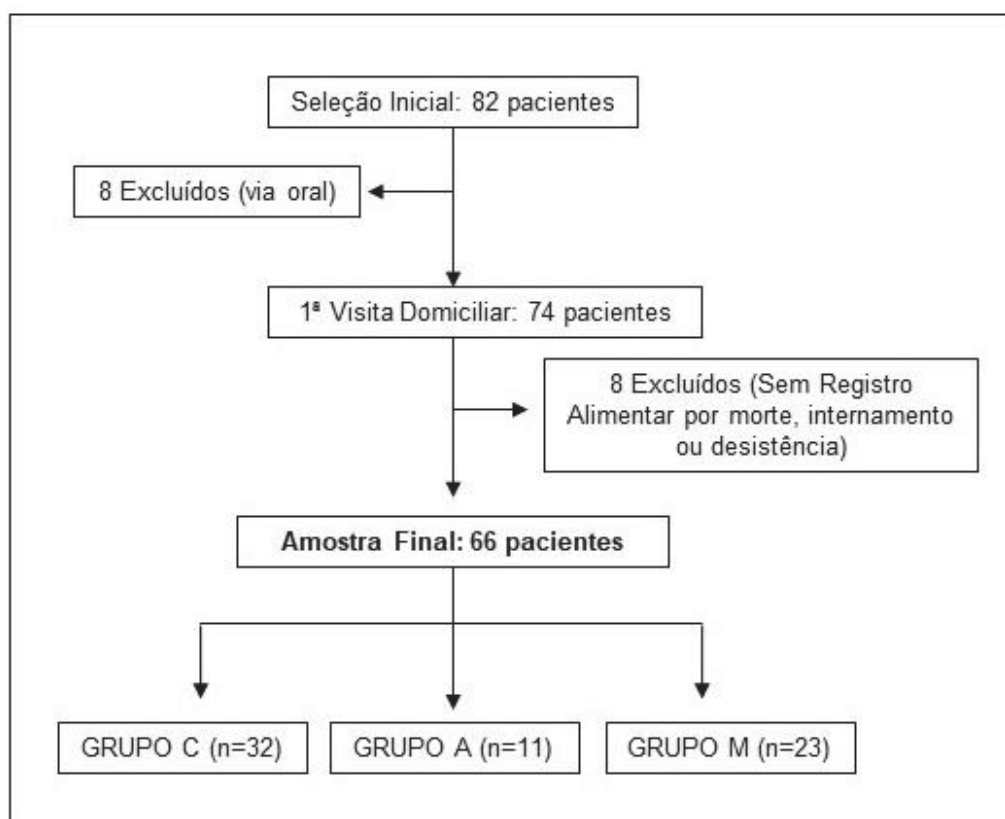 Seleção Inicial: 82 pacientes
8 Excluídos (via oral)
1ª Visita Domiciliar: 74 pacientes
8 Excluídos (Sem Registro
Alimentar por morte, internamento
ou desistência)
Amostra Final: 66 pacientes
GRUPO C (n=32)
GRUPO A (n=11)
GRUPO M (n=23)